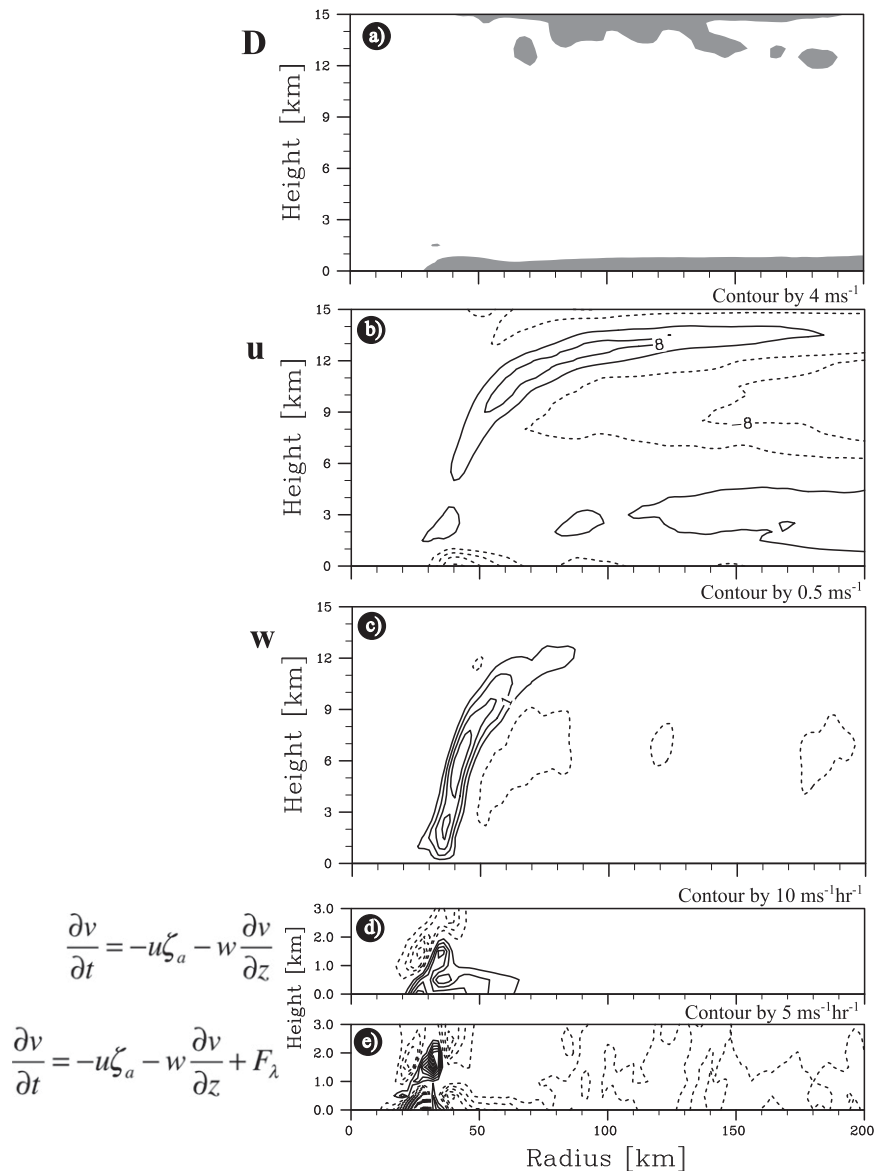 D
a)
15
12
9
6
3
0
Height [km]
Contour by 4 ms⁻¹
u
b)
15
12
9
6
3
0
Height [km]
8
-8
Contour by 0.5 ms⁻¹
w
c)
15
12
9
6
3
0
Height [km]
1
Contour by 10 ms⁻¹hr⁻¹
∂v/∂t = -uζₐ - w ∂v/∂z
d)
3.0
2.0
1.0
0.0
Height [km]
Contour by 5 ms⁻¹hr⁻¹
∂v/∂t = -uζₐ - w ∂v/∂z + F_λ
e)
3.0
2.0
1.0
0.0
0 50 100 150 200
Radius [km]